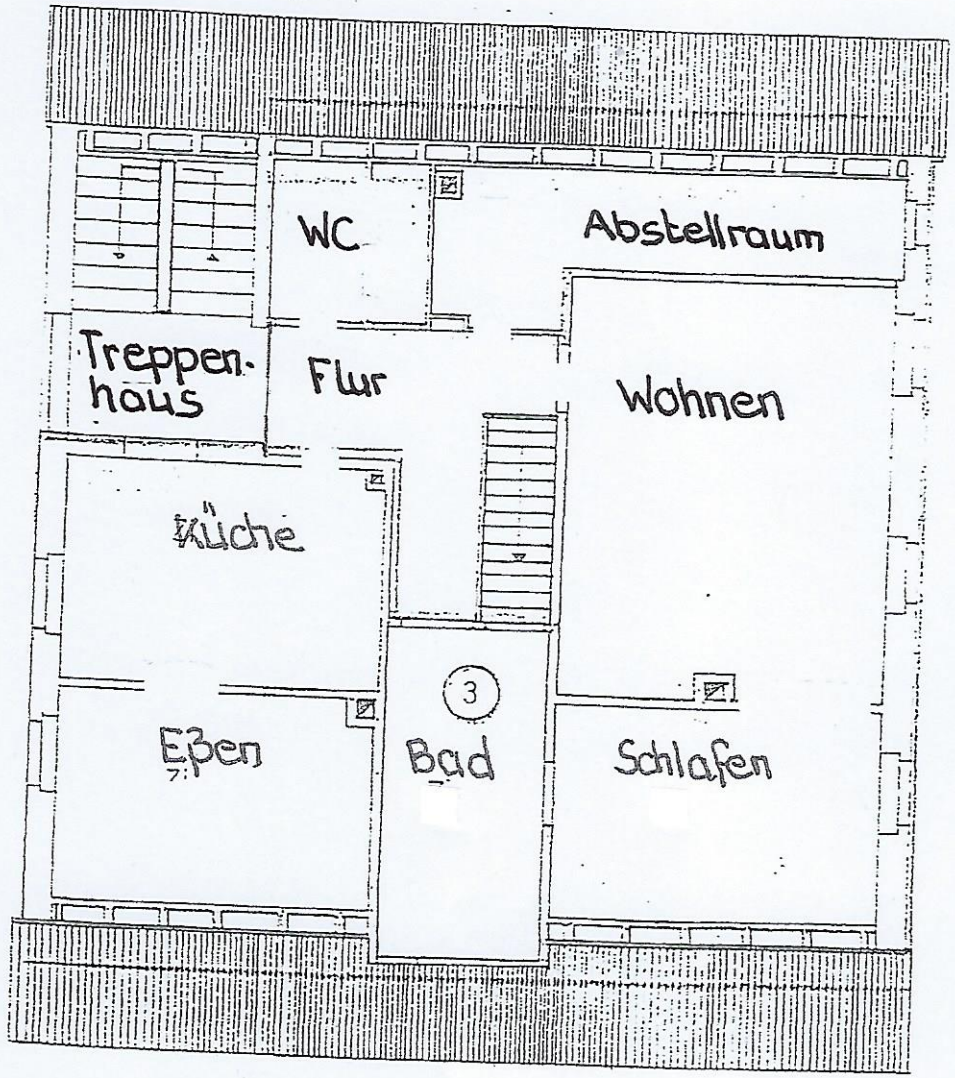 WC
Abstellraum
Treppen-
haus
Flur
Wohnen
Küche
3
Eßen
Bad
Schlafen